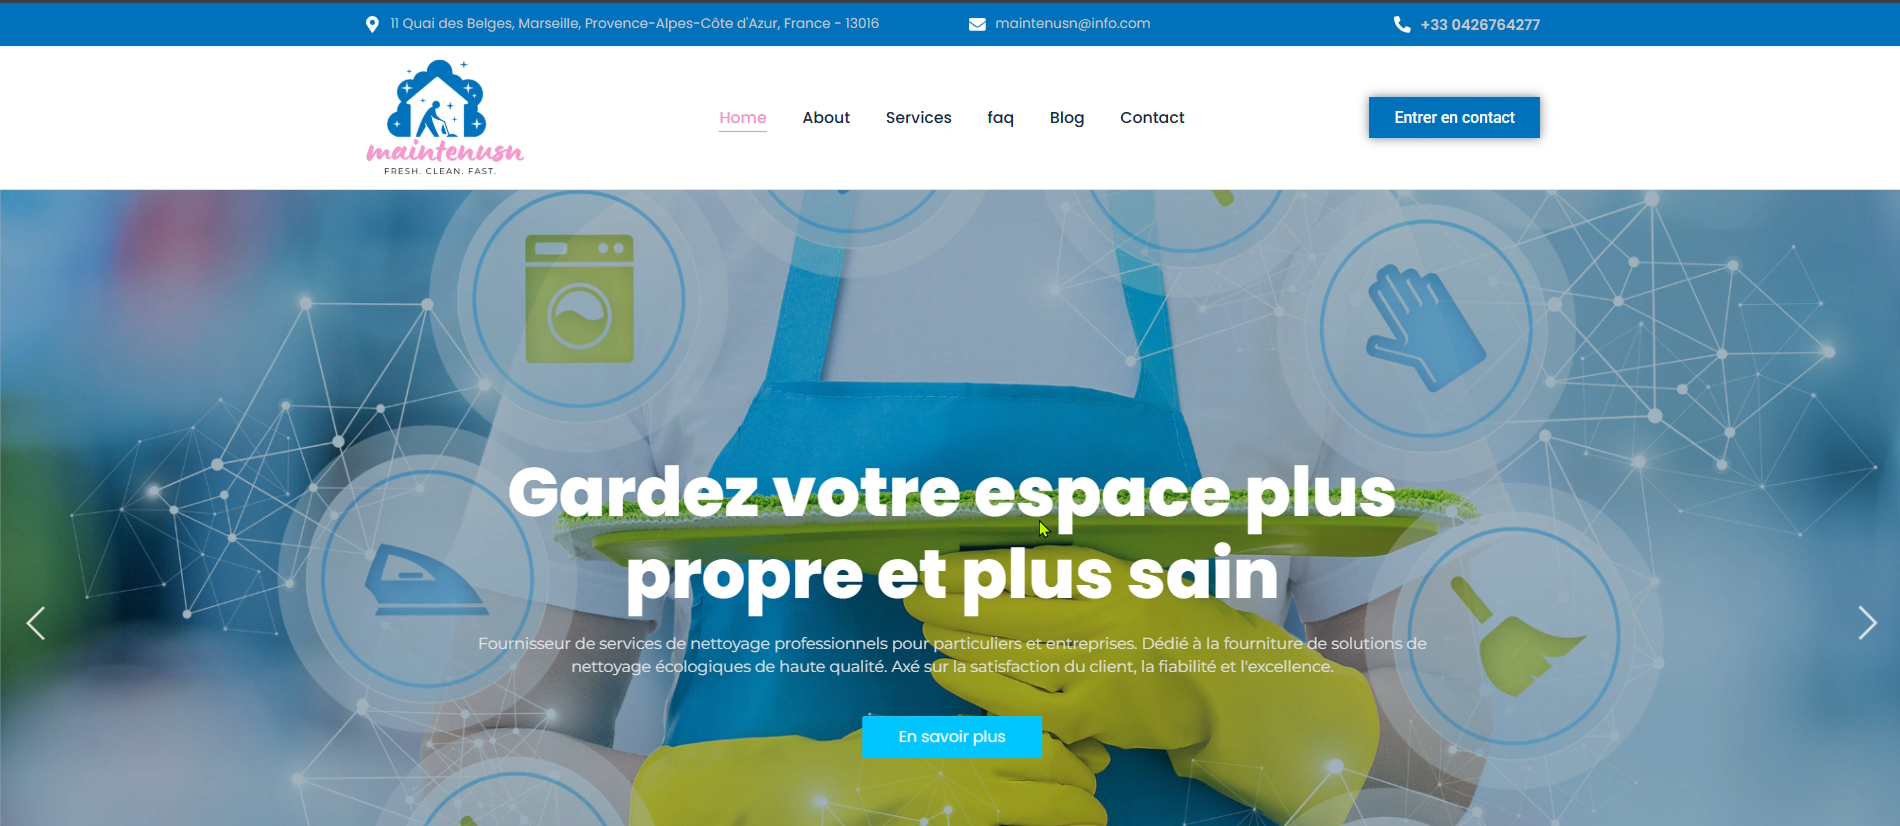 11 Quai des Belges, Marseille, Provence-Alpes-Côte d'Azur, France - 13016
maintenusn@info.com
+33 0426764277
maintenusn
FRESH. CLEAN. FAST.
Home
About
Services
faq
Blog
Contact
Entrer en contact
Gardez votre espace plus
propre et plus sain
Fournisseur de services de nettoyage professionnels pour particuliers et entreprises. Dédié à la fourniture de solutions de
nettoyage écologiques de haute qualité. Axé sur la satisfaction du client, la fiabilité et l'excellence.
En savoir plus